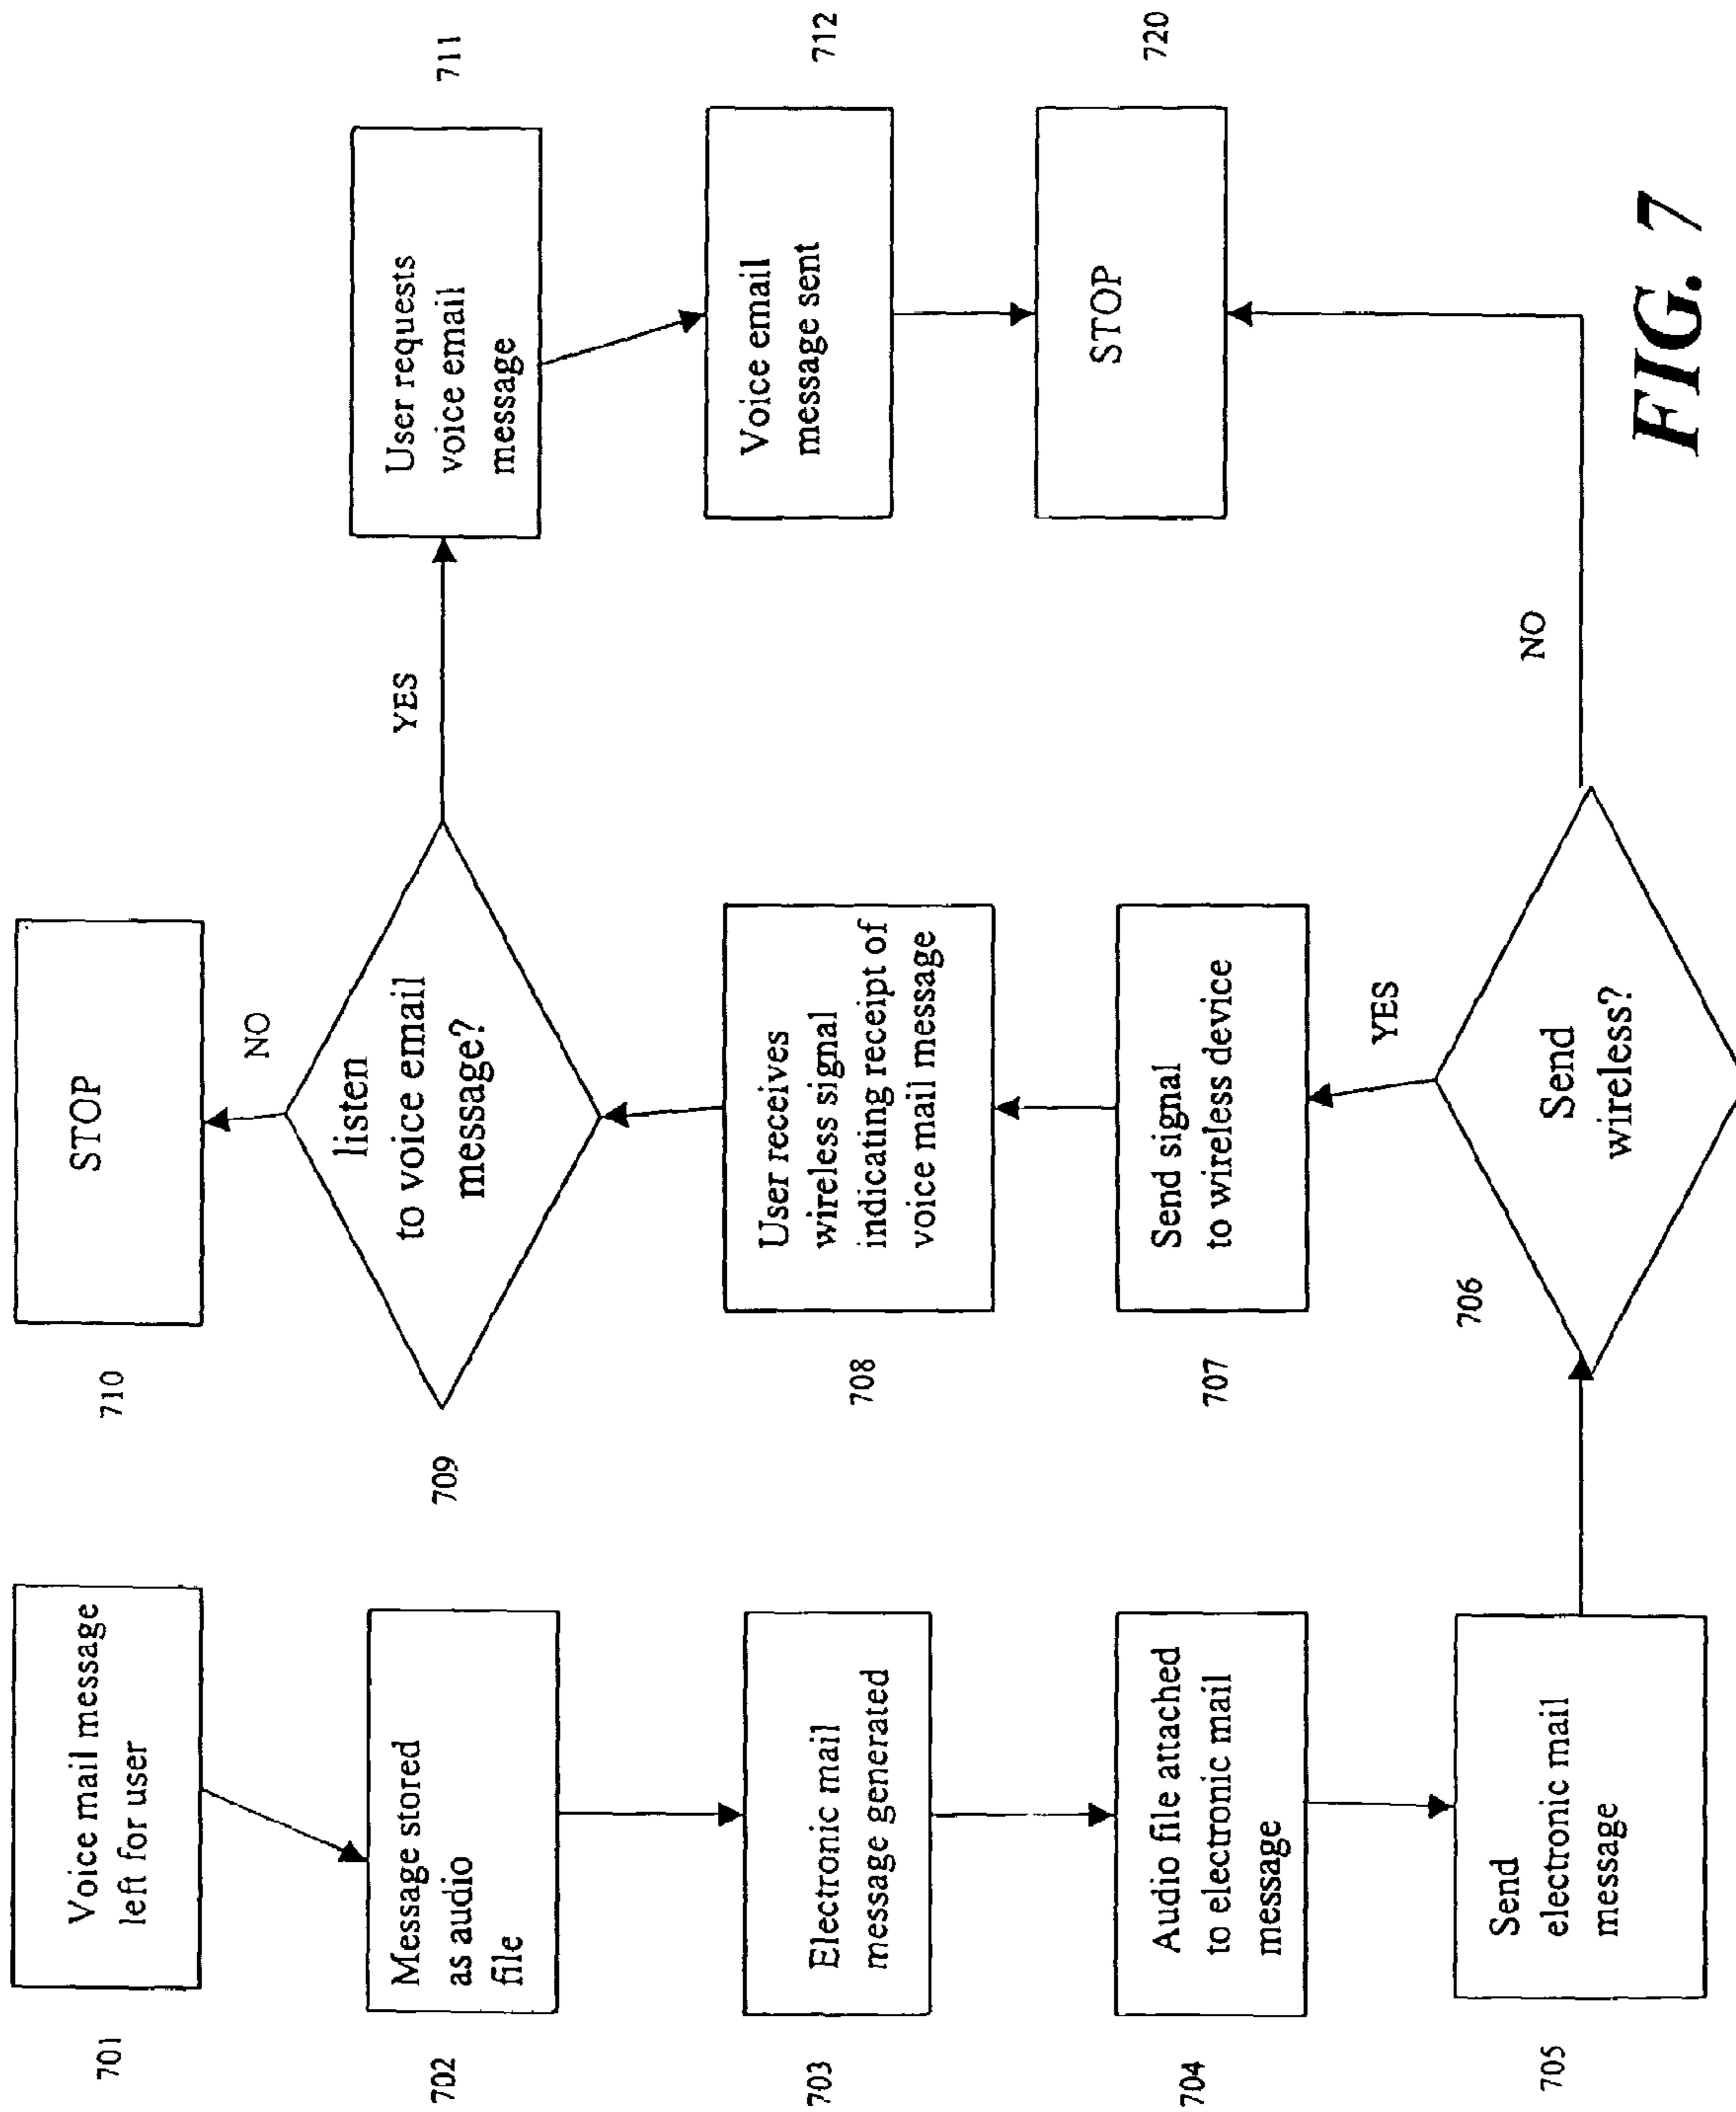 701
Voice mail message
left for user
702
Message stored
as audio
file
703
Electronic mail
message generated
704
Audio file attached
to electronic mail
message
705
Send
electronic mail
message
706
Send
wireless?
YES
NO
707
Send signal
to wireless device
708
User receives
wireless signal
indicating receipt of
voice mail message
709
listen
to voice email
message?
NO
YES
710
STOP
711
User requests
voice email
message
712
Voice email
message sent
720
STOP
FIG. 7